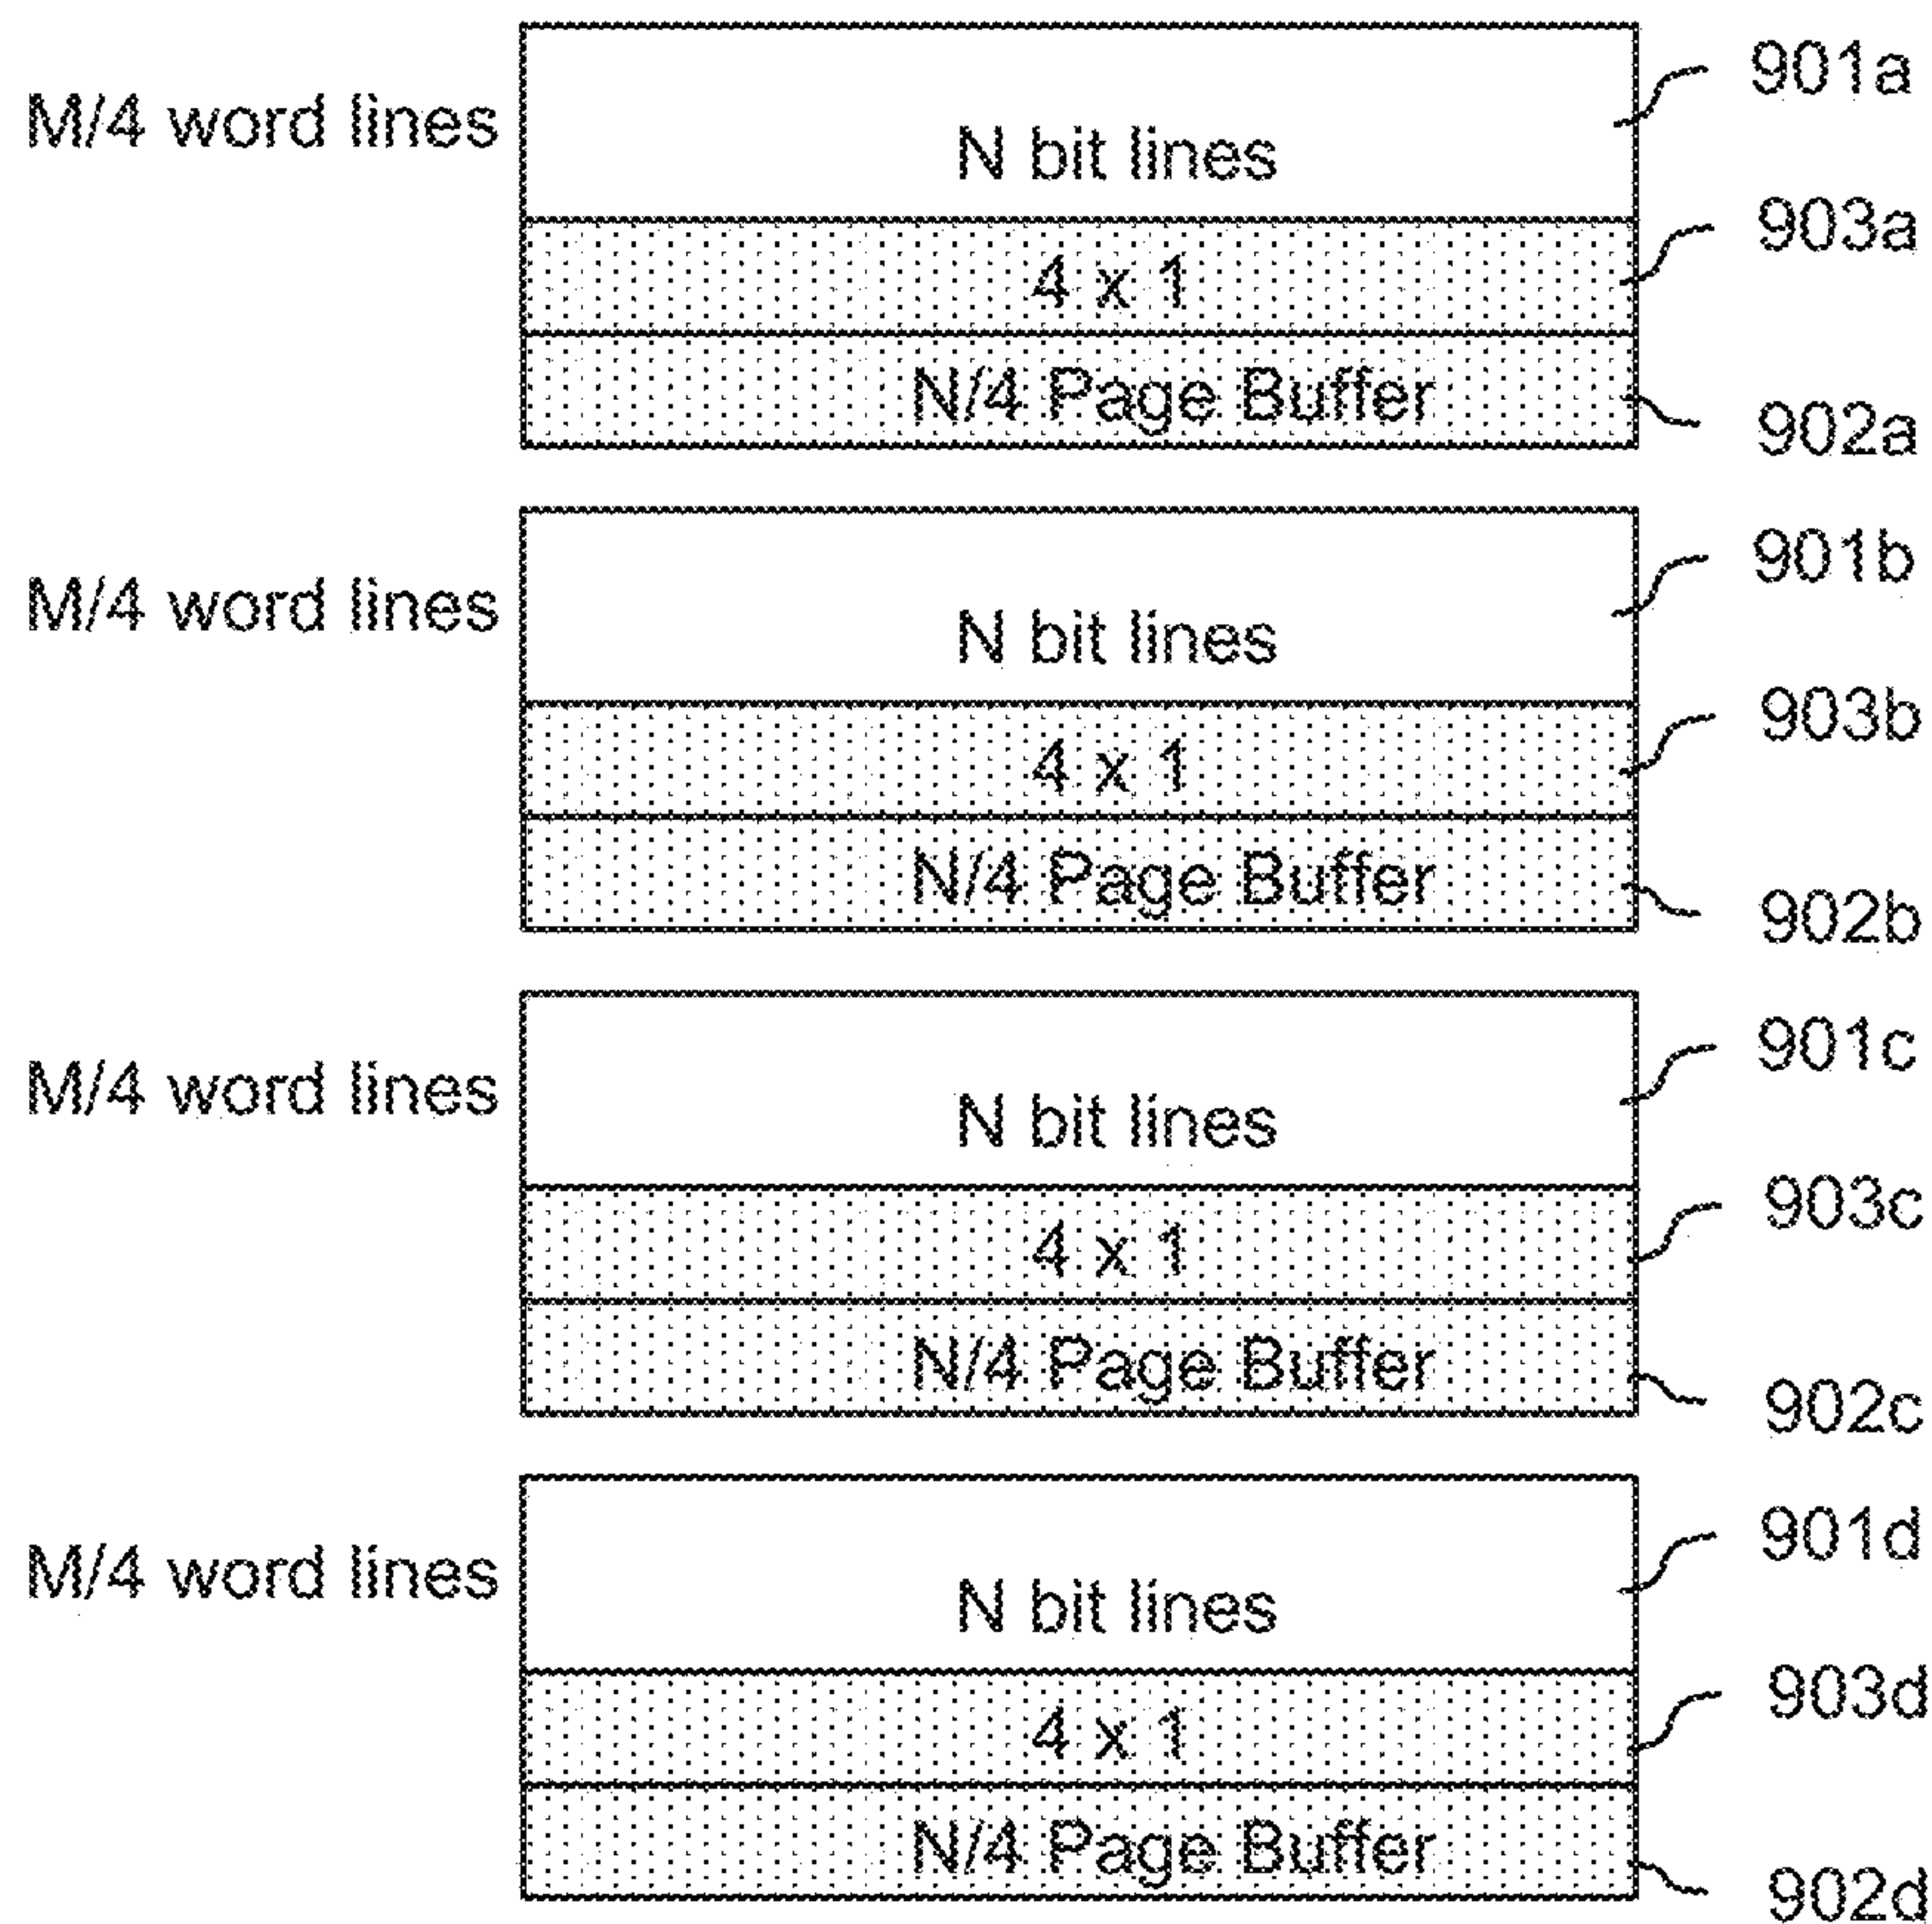 901a
M/4 word lines
N bit lines
903a
4 x 1
N/4 Page Buffer
902a
901b
M/4 word lines
N bit lines
903b
4 x 1
N/4 Page Buffer
902b
901c
M/4 word lines
N bit lines
903c
4 x 1
N/4 Page Buffer
902c
901d
M/4 word lines
N bit lines
903d
4 x 1
N/4 Page Buffer
902d